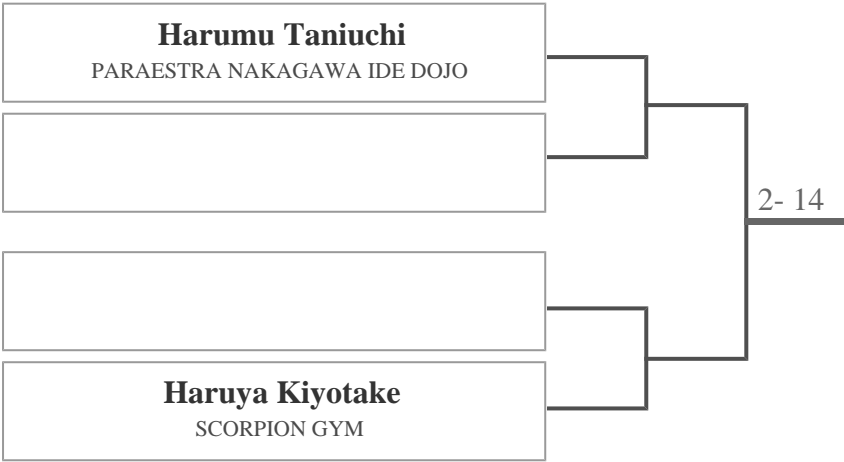 Harumu Taniuchi
PARAESTRA NAKAGAWA IDE DOJO
2- 14
Haruya Kiyotake
SCORPION GYM